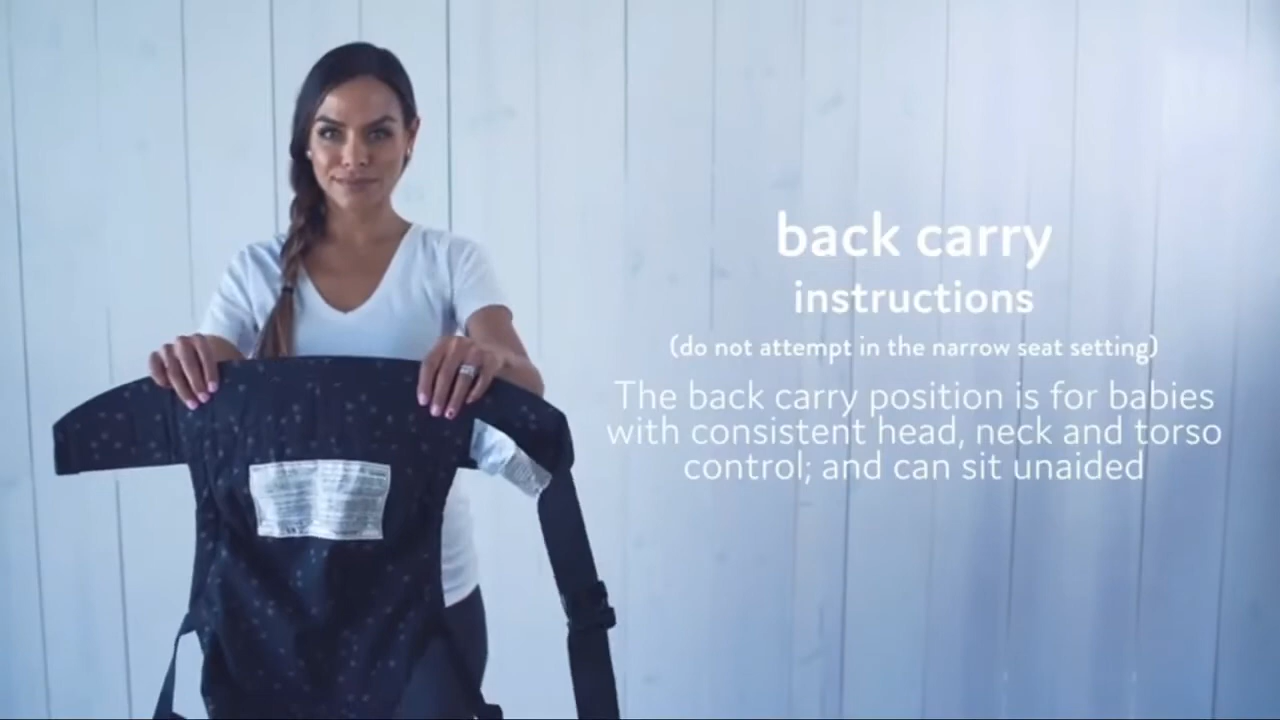 back carry
instructions
(do not attempt in the narrow seat setting)
The back carry position is for babies
with consistent head, neck and torso
control; and can sit unaided